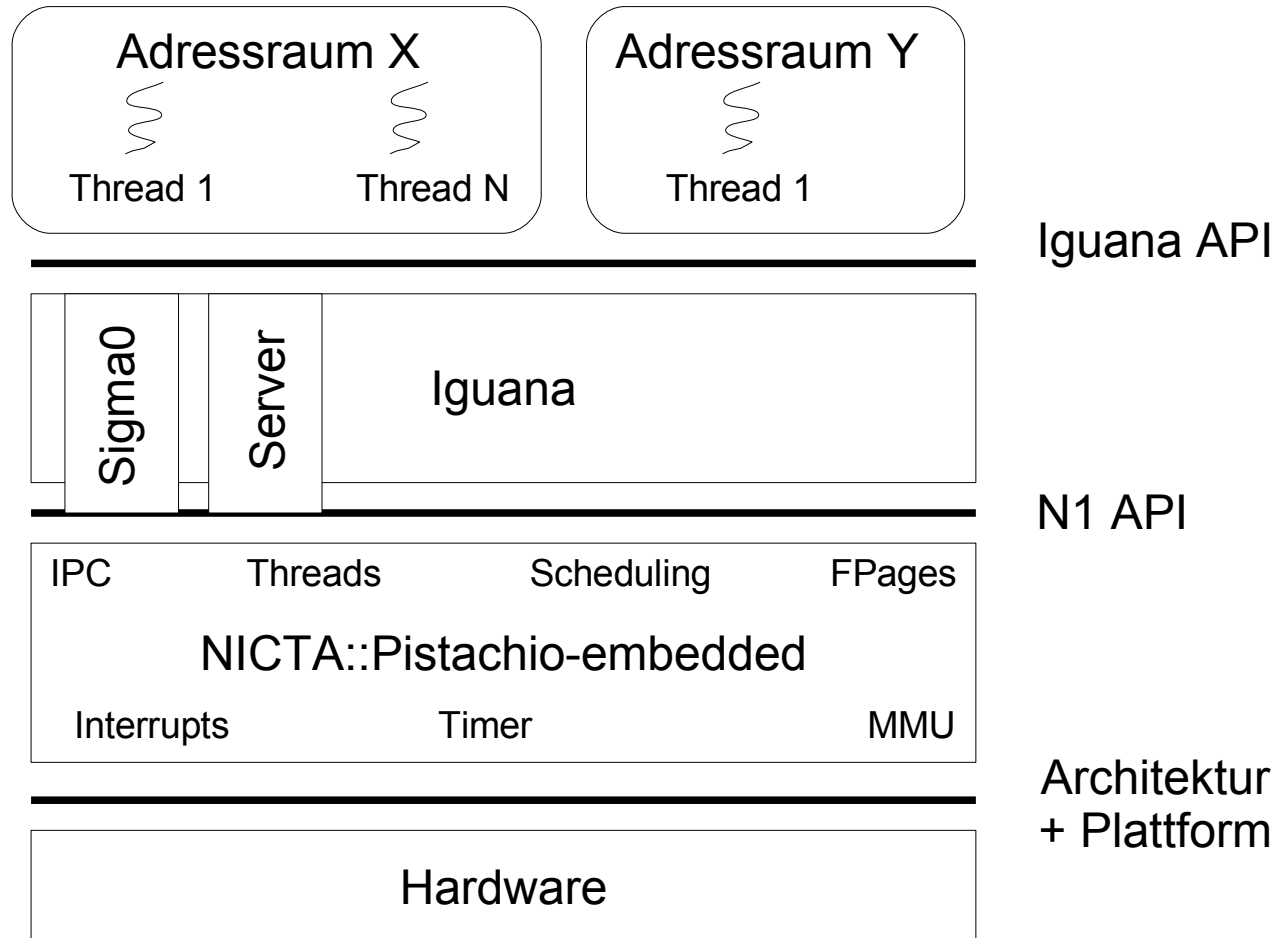 Adressraum X
Adressraum Y
Thread 1
Thread N
Thread 1
Iguana API
Sigma0
Server
Iguana
N1 API
IPC
Threads
Scheduling
FPages
NICTA::Pistachio-embedded
Interrupts
Timer
MMU
Architektur
+ Plattform
Hardware